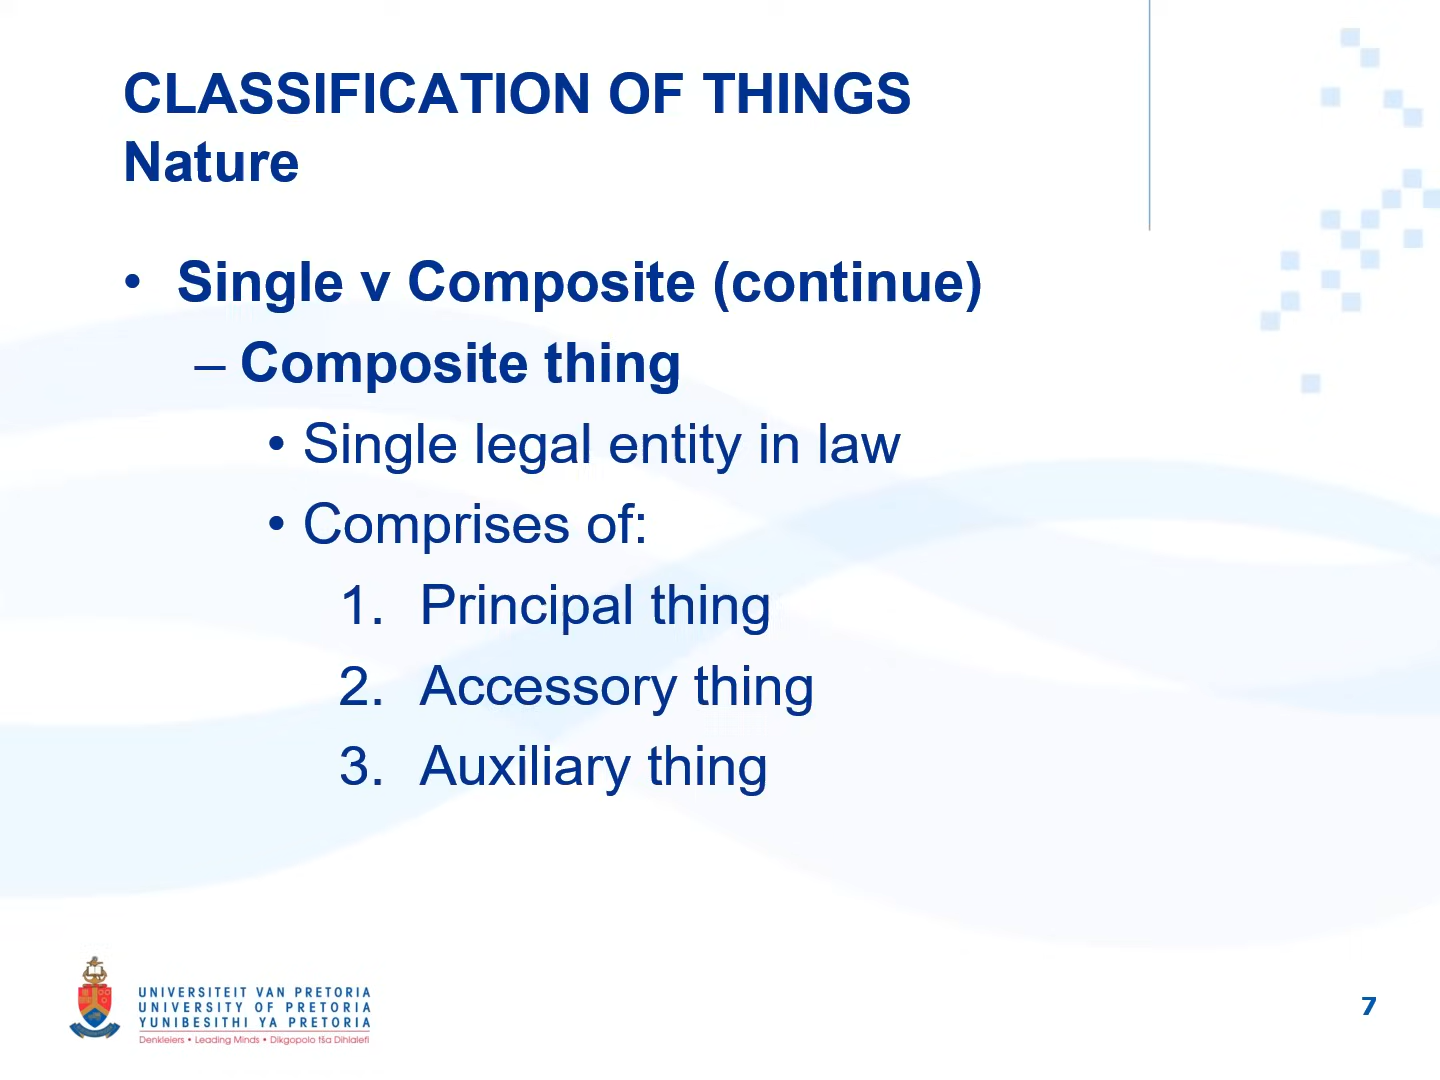 CLASSIFICATION OF THINGS
Nature
• Single v Composite (continue)
– Composite thing
• Single legal entity in law
• Comprises of:
1. Principal thing
2. Accessory thing
3. Auxiliary thing
UNIVERSITEIT VAN PRETORIA
UNIVERSITY OF PRETORIA
YUNIBESITHI YA PRETORIA
Denkleiers • Leading Minds • Dikgopolo tša Dihlalefi
7